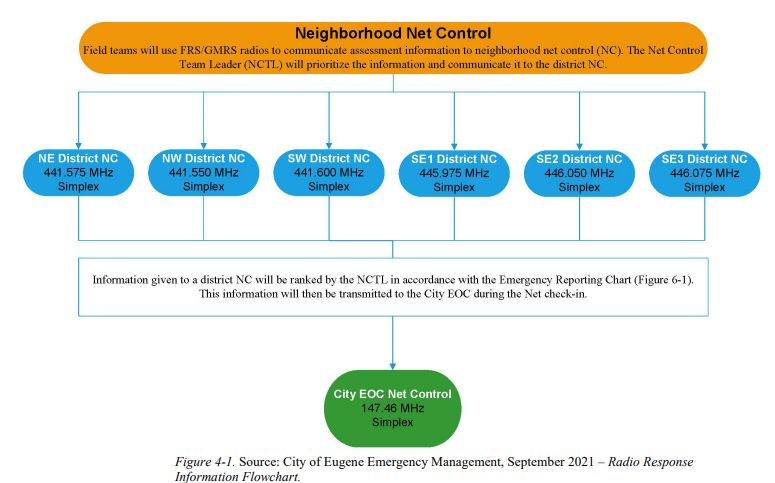 Neighborhood Net Control
Field teams will use FRS/GMRS radios to communicate assessment information to neighborhood net control (NC). The Net Control
Team Leader (NCTL) will prioritize the information and communicate it to the district NC.
NE District NC
441.575 MHz
Simplex
NW District NC
441.550 MHz
Simplex
SW District NC
441.600 MHz
Simplex
SE1 District NC
445.975 MHz
Simplex
SE2 District NC
446.050 MHz
Simplex
SE3 District NC
446.075 MHz
Simplex
Information given to a district NC will be ranked by the NCTL in accordance with the Emergency Reporting Chart (Figure 6-1).
This information will then be transmitted to the City EOC during the Net check-in.
City EOC Net Control
147.46 MHz
Simplex
Figure 4-1. Source: City of Eugene Emergency Management, September 2021 – Radio Response
Information Flowchart.